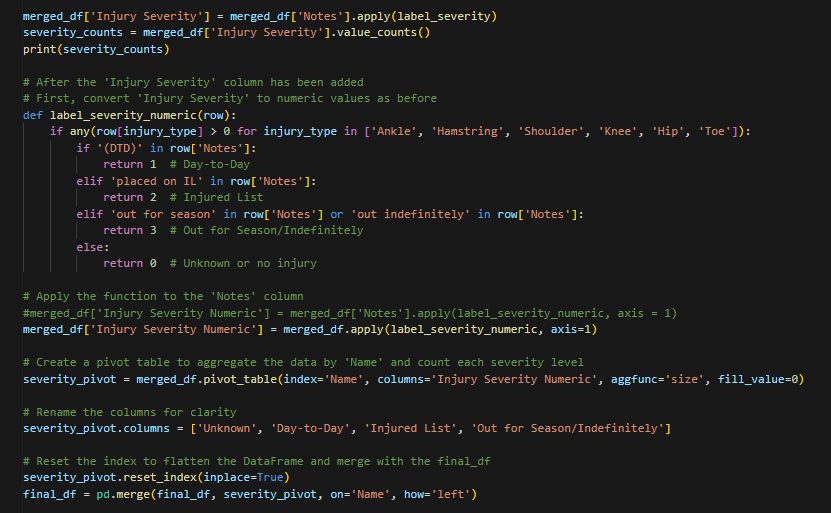 merged_df['Injury Severity'] = merged_df['Notes'].apply(label_severity)
severity_counts = merged_df['Injury Severity'].value_counts()
print(severity_counts)

# After the 'Injury Severity' column has been added
# First, convert 'Injury Severity' to numeric values as before
def label_severity_numeric(row):
    if any(row[injury_type] > 0 for injury_type in ['Ankle', 'Hamstring', 'Shoulder', 'Knee', 'Hip', 'Toe']):
        if '(DTD)' in row['Notes']:
            return 1  # Day-to-Day
        elif 'placed on IL' in row['Notes']:
            return 2  # Injured List
        elif 'out for season' in row['Notes'] or 'out indefinitely' in row['Notes']:
            return 3  # Out for Season/Indefinitely
        else:
            return 0  # Unknown or no injury

# Apply the function to the 'Notes' column
#merged_df['Injury Severity Numeric'] = merged_df['Notes'].apply(label_severity_numeric, axis = 1)
merged_df['Injury Severity Numeric'] = merged_df.apply(label_severity_numeric, axis=1)

# Create a pivot table to aggregate the data by 'Name' and count each severity level
severity_pivot = merged_df.pivot_table(index='Name', columns='Injury Severity Numeric', aggfunc='size', fill_value=0)

# Rename the columns for clarity
severity_pivot.columns = ['Unknown', 'Day-to-Day', 'Injured List', 'Out for Season/Indefinitely']

# Reset the index to flatten the DataFrame and merge with the final_df
severity_pivot.reset_index(inplace=True)
final_df = pd.merge(final_df, severity_pivot, on='Name', how='left')